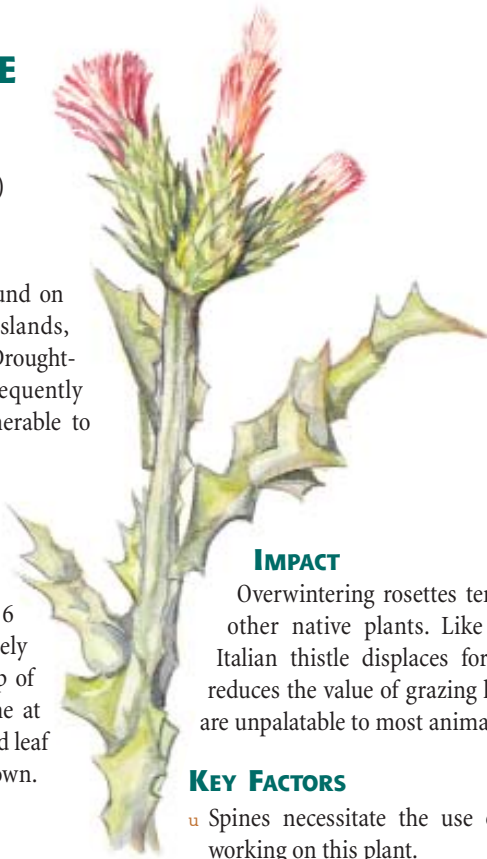 E
)
und on
slands,
Drought-
equently
nerable to
6
ely
p of
ne at
d leaf
own.
IMPACT
Overwintering rosettes ten
other native plants. Like
Italian thistle displaces for
reduces the value of grazing l
are unpalatable to most anima
KEY FACTORS
u Spines necessitate the use
working on this plant.